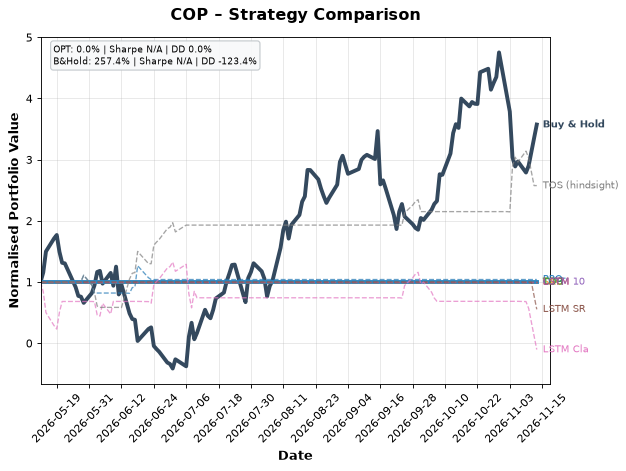 COP – Strategy Comparison
OPT: 0.0% | Sharpe N/A | DD 0.0%
B&Hold: 257.4% | Sharpe N/A | DD -123.4%
Normalised Portfolio Value
5
4
3
2
1
0
Buy & Hold
TOS (hindsight)
LSTM 10
LSTM SR
LSTM Cla
2026-05-19
2026-05-31
2026-06-12
2026-06-24
2026-07-06
2026-07-18
2026-07-30
2026-08-11
2026-08-23
2026-09-04
2026-09-16
2026-09-28
2026-10-10
2026-10-22
2026-11-03
2026-11-15
Date